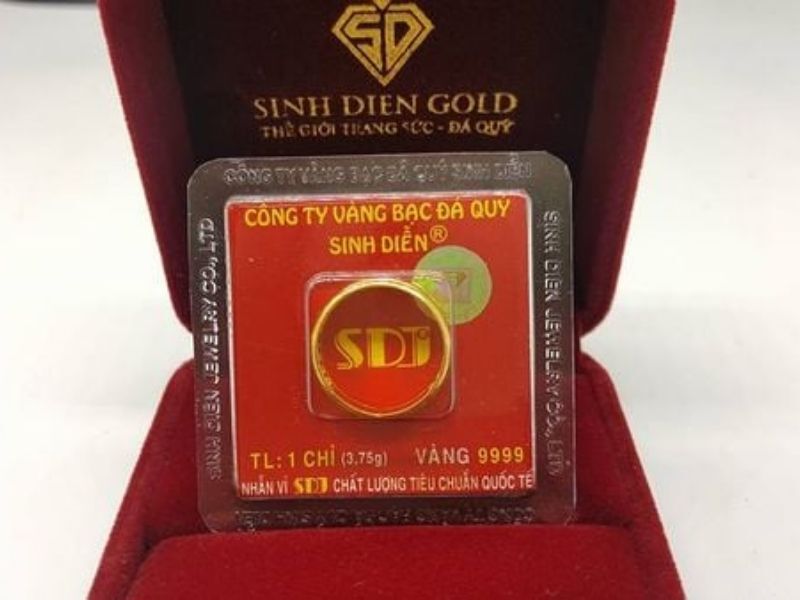 SD
SINH DIEN GOLD
THẾ GIỚI TRANG SỨC - ĐÁ QUÝ
CÔNG TY VÀNG BẠC ĐÁ QUÝ SINH DIỄN
CÔNG TY VÀNG BẠC ĐÁ QUÝ
SINH DIỄN®
SINH DIEN JEWELRY CO., LTD
SINH DIEN JEWELRY CO., LTD
SDJ
TL: 1 CHỈ (3,75g) VÀNG 9999
NHẪN VỈ SDJ CHẤT LƯỢNG TIÊU CHUẨN QUỐC TẾ